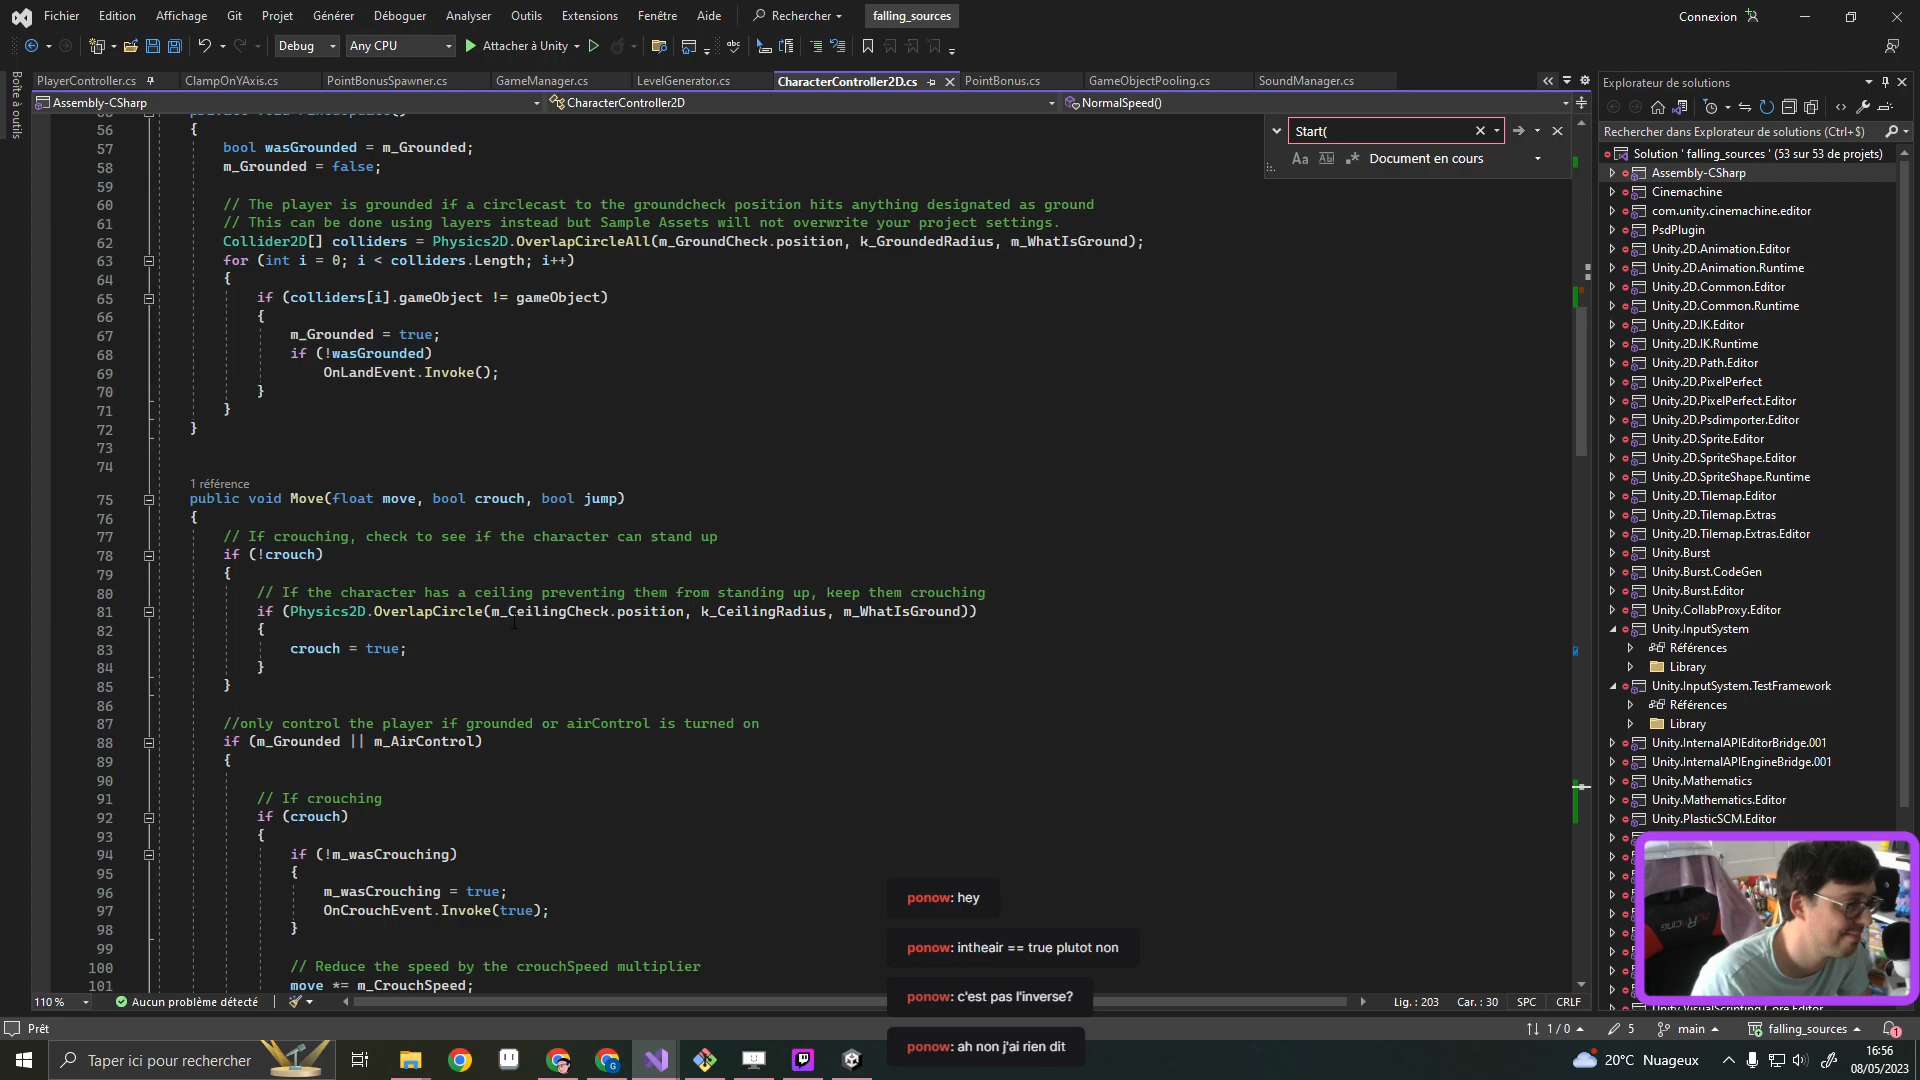 Fichier Edition Affichage Git Projet Générer Déboguer Analyser Outils Extensions Fenêtre Aide Rechercher falling_sources Connexion
Debug Any CPU Attacher à Unity
Boîte à outils
PlayerController.cs ClampOnYAxis.cs PointBonusSpawner.cs GameManager.cs LevelGenerator.cs CharacterController2D.cs PointBonus.cs GameObjectPooling.cs SoundManager.cs
Assembly-CSharp CharacterController2D NormalSpeed()
Start(
Document en cours
56 {
57 bool wasGrounded = m_Grounded;
58 m_Grounded = false;
59
60 // The player is grounded if a circlecast to the groundcheck position hits anything designated as ground
61 // This can be done using layers instead but Sample Assets will not overwrite your project settings.
62 Collider2D[] colliders = Physics2D.OverlapCircleAll(m_GroundCheck.position, k_GroundedRadius, m_WhatIsGround);
63 for (int i = 0; i < colliders.Length; i++)
64 {
65 if (colliders[i].gameObject != gameObject)
66 {
67 m_Grounded = true;
68 if (!wasGrounded)
69 OnLandEvent.Invoke();
70 }
71 }
72 }
73
74
1 référence
75 public void Move(float move, bool crouch, bool jump)
76 {
77 // If crouching, check to see if the character can stand up
78 if (!crouch)
79 {
80 // If the character has a ceiling preventing them from standing up, keep them crouching
81 if (Physics2D.OverlapCircle(m_CeilingCheck.position, k_CeilingRadius, m_WhatIsGround))
82 {
83 crouch = true;
84 }
85 }
86
87 //only control the player if grounded or airControl is turned on
88 if (m_Grounded || m_AirControl)
89 {
90
91 // If crouching
92 if (crouch)
93 {
94 if (!m_wasCrouching)
95 {
96 m_wasCrouching = true;
97 OnCrouchEvent.Invoke(true);
98 }
99
100 // Reduce the speed by the crouchSpeed multiplier
101 move *= m_CrouchSpeed;
ponow: hey
ponow: intheair == true plutot non
ponow: c'est pas l'inverse?
ponow: ah non j'ai rien dit
110 % Aucun problème détecté Lig. : 203 Car. : 30 SPC CRLF
Prêt 1 / 0 5 main falling_sources 1
Explorateur de solutions
Rechercher dans Explorateur de solutions (Ctrl+$)
Solution ' falling_sources ' (53 sur 53 de projets)
Assembly-CSharp
Cinemachine
com.unity.cinemachine.editor
PsdPlugin
Unity.2D.Animation.Editor
Unity.2D.Animation.Runtime
Unity.2D.Common.Editor
Unity.2D.Common.Runtime
Unity.2D.IK.Editor
Unity.2D.IK.Runtime
Unity.2D.Path.Editor
Unity.2D.PixelPerfect
Unity.2D.PixelPerfect.Editor
Unity.2D.Psdimporter.Editor
Unity.2D.Sprite.Editor
Unity.2D.SpriteShape.Editor
Unity.2D.SpriteShape.Runtime
Unity.2D.Tilemap.Editor
Unity.2D.Tilemap.Extras
Unity.2D.Tilemap.Extras.Editor
Unity.Burst
Unity.Burst.CodeGen
Unity.Burst.Editor
Unity.CollabProxy.Editor
Unity.InputSystem
Références
Library
Unity.InputSystem.TestFramework
Références
Library
Unity.InternalAPIEditorBridge.001
Unity.InternalAPIEngineBridge.001
Unity.Mathematics
Unity.Mathematics.Editor
Unity.PlasticSCM.Editor
Taper ici pour rechercher
20°C Nuageux
16:56
08/05/2023